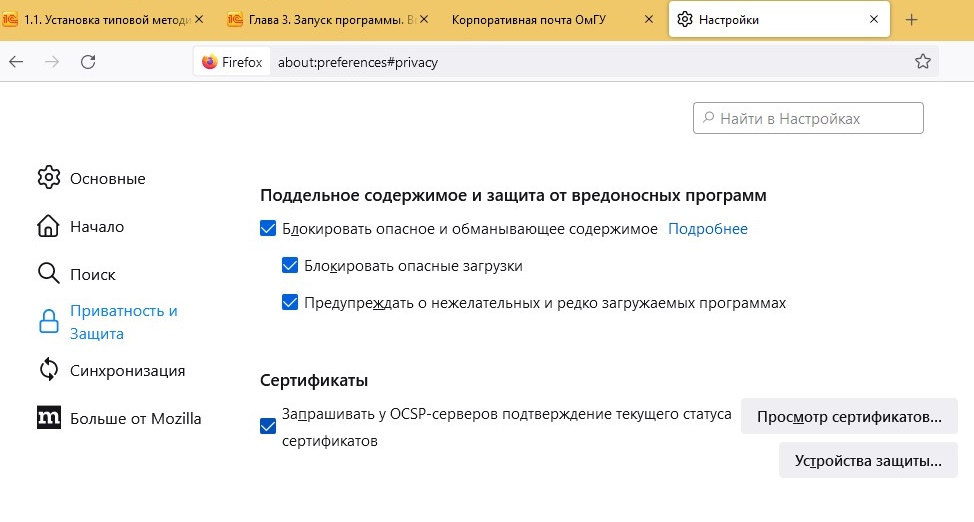 1.1. Установка типовой методи
Глава 3. Запуск программы. Вв
Корпоративная почта ОмГУ
Настройки
Firefox
about:preferences#privacy
Найти в Настройках
Основные
Начало
Поиск
Приватность и
Защита
Синхронизация
Больше от Mozilla
Поддельное содержимое и защита от вредоносных программ
Блокировать опасное и обманывающее содержимое Подробнее
Блокировать опасные загрузки
Предупреждать о нежелательных и редко загружаемых программах
Сертификаты
Запрашивать у OCSP-серверов подтверждение текущего статуса
сертификатов
Просмотр сертификатов...
Устройства защиты...